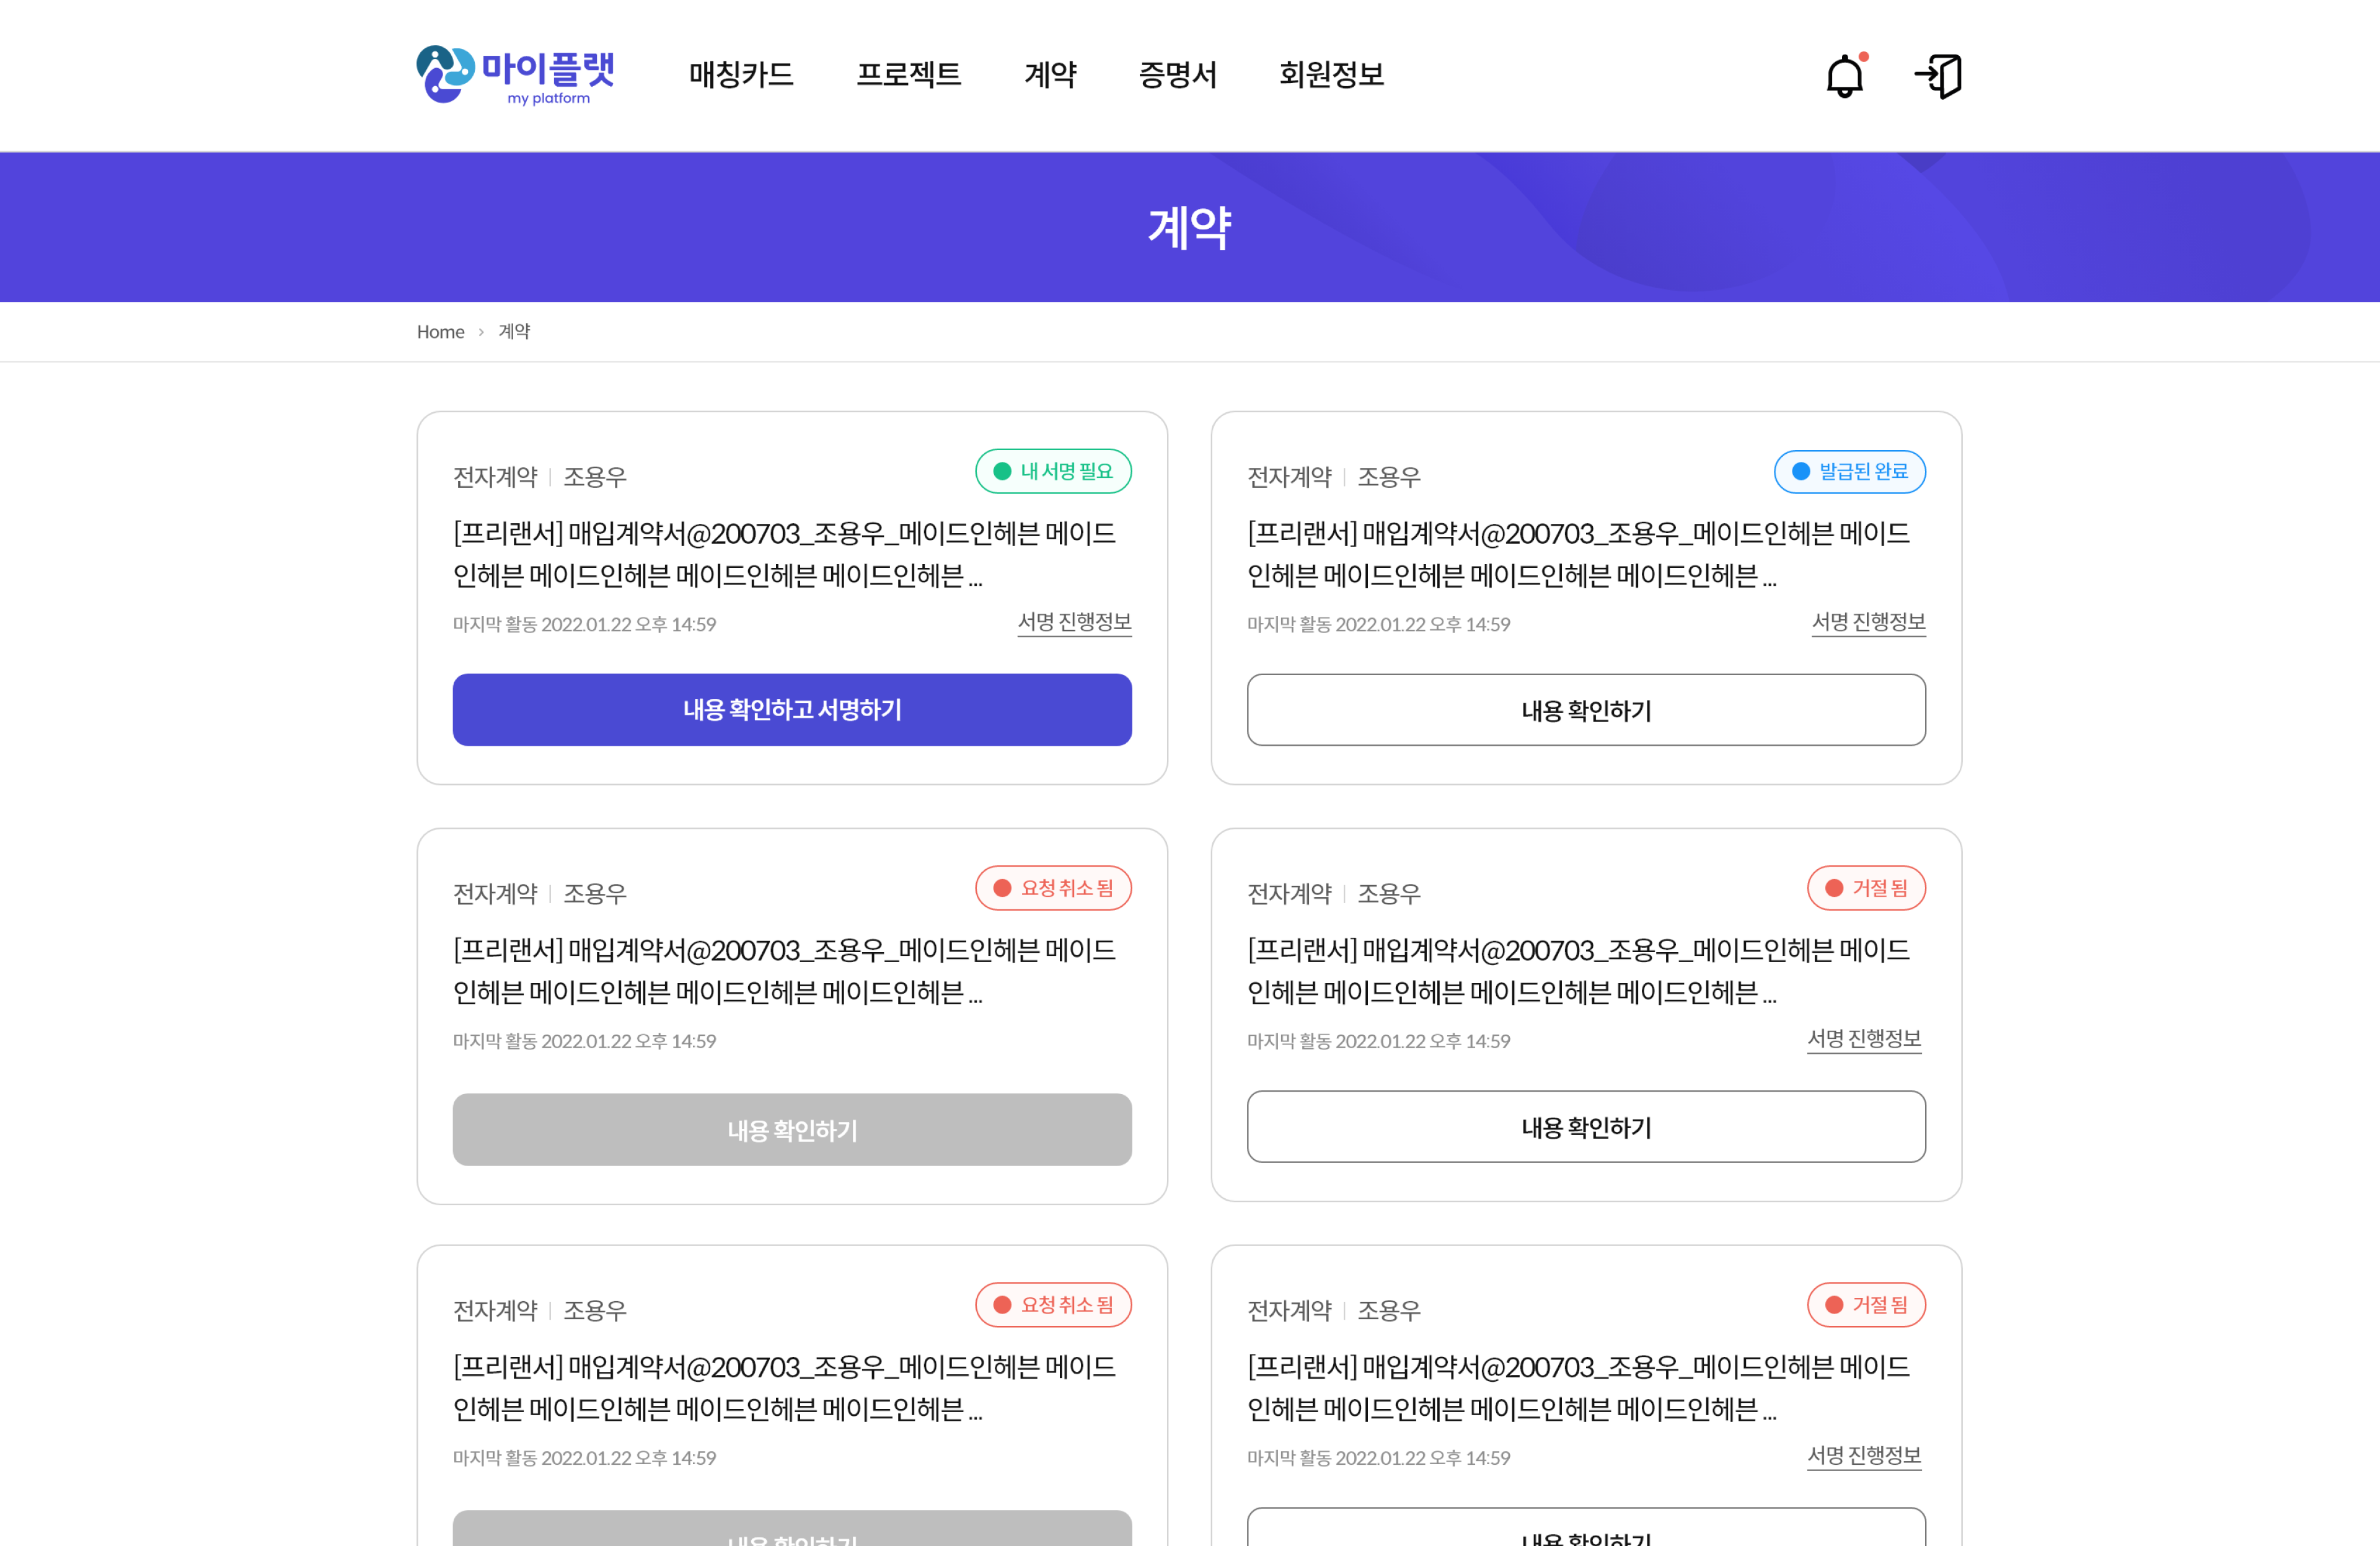 마이플랫
my platform
매칭카드 프로젝트 계약 증명서 회원정보
계약
Home > 계약
전자계약 | 조용우
내 서명 필요
[프리랜서] 매입계약서@200703_조용우_메이드인헤븐 메이드
인헤븐 메이드인헤븐 메이드인헤븐 메이드인헤븐 ...
마지막 활동 2022.01.22 오후 14:59
서명 진행정보
내용 확인하고 서명하기
전자계약 | 조용우
발급된 완료
[프리랜서] 매입계약서@200703_조용우_메이드인헤븐 메이드
인헤븐 메이드인헤븐 메이드인헤븐 메이드인헤븐 ...
마지막 활동 2022.01.22 오후 14:59
서명 진행정보
내용 확인하기
전자계약 | 조용우
요청 취소 됨
[프리랜서] 매입계약서@200703_조용우_메이드인헤븐 메이드
인헤븐 메이드인헤븐 메이드인헤븐 메이드인헤븐 ...
마지막 활동 2022.01.22 오후 14:59
내용 확인하기
전자계약 | 조용우
거절 됨
[프리랜서] 매입계약서@200703_조용우_메이드인헤븐 메이드
인헤븐 메이드인헤븐 메이드인헤븐 메이드인헤븐 ...
마지막 활동 2022.01.22 오후 14:59
서명 진행정보
내용 확인하기
전자계약 | 조용우
요청 취소 됨
[프리랜서] 매입계약서@200703_조용우_메이드인헤븐 메이드
인헤븐 메이드인헤븐 메이드인헤븐 메이드인헤븐 ...
마지막 활동 2022.01.22 오후 14:59
내용 확인하기
전자계약 | 조용우
거절 됨
[프리랜서] 매입계약서@200703_조용우_메이드인헤븐 메이드
인헤븐 메이드인헤븐 메이드인헤븐 메이드인헤븐 ...
마지막 활동 2022.01.22 오후 14:59
서명 진행정보
내용 확인하기